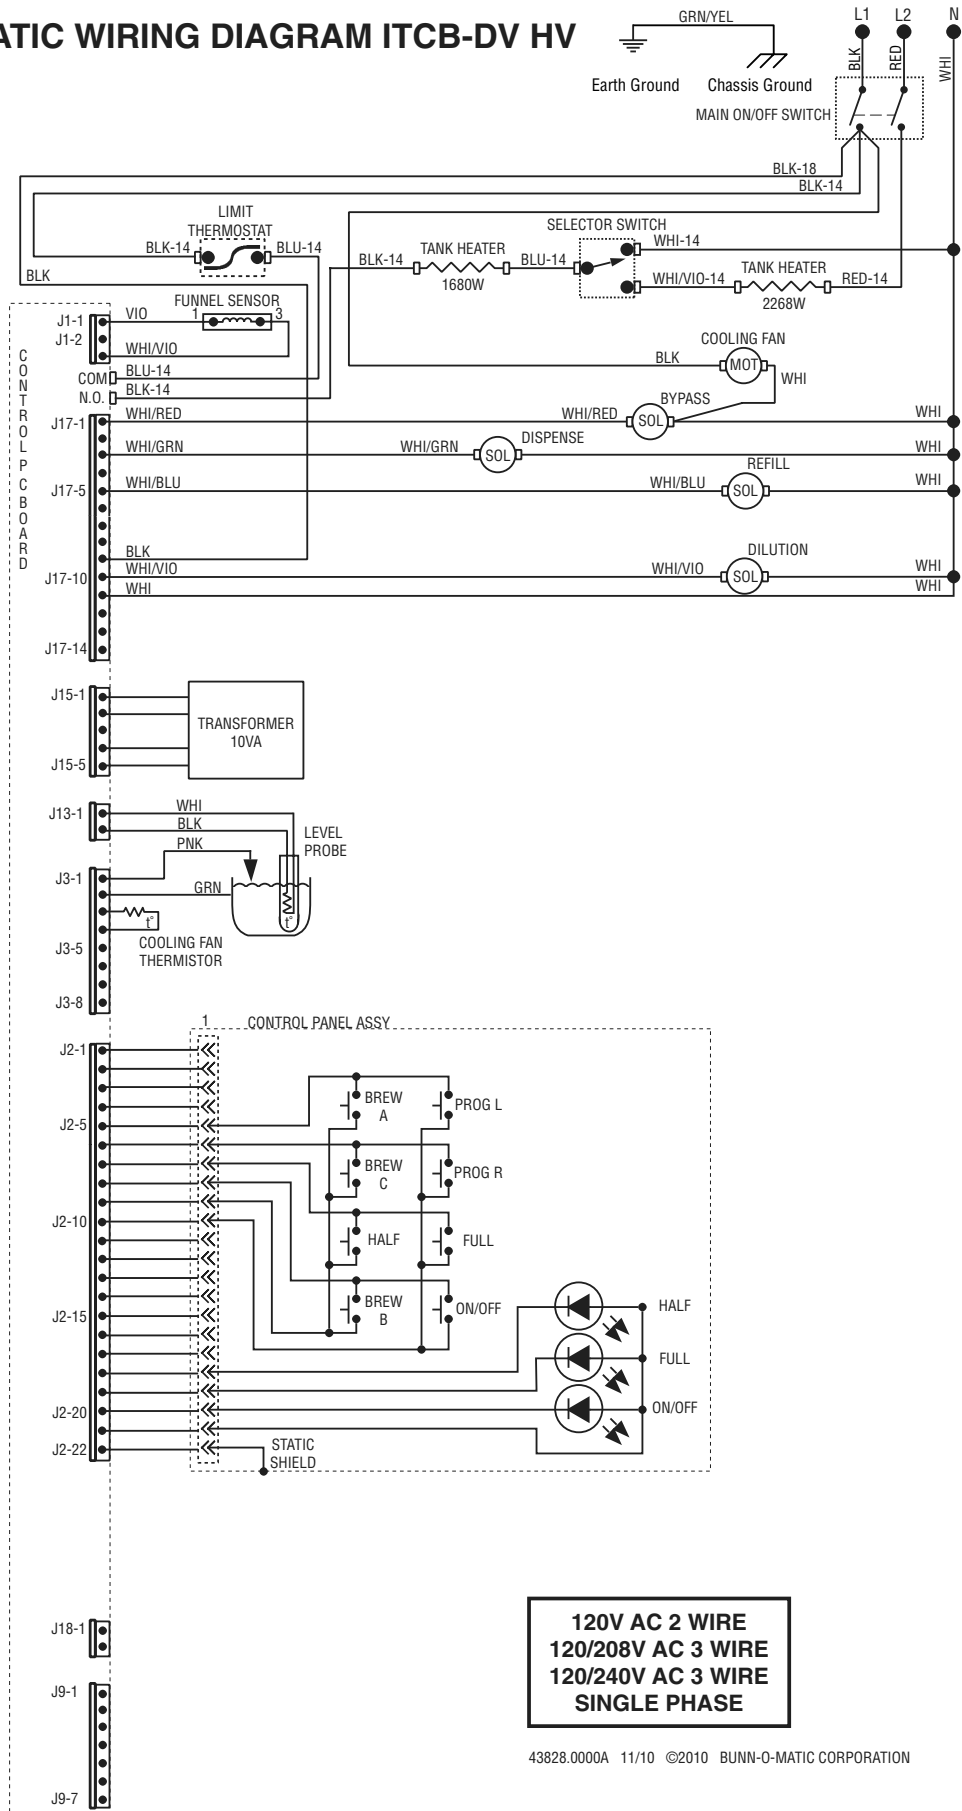 ATIC WIRING DIAGRAM ITCB-DV HV
GRN/YEL
L1
L2
N
BLK
RED
WHI
Earth Ground
Chassis Ground
MAIN ON/OFF SWITCH
BLK-18
BLK-14
LIMIT
THERMOSTAT
BLK-14
BLU-14
SELECTOR SWITCH
WHI-14
BLK-14
TANK HEATER
1680W
BLU-14
WHI/VIO-14
TANK HEATER
2268W
RED-14
BLK
CONTROL PC BOARD
J1-1
J1-2
VIO
FUNNEL SENSOR
1
3
WHI/VIO
COM
BLU-14
N.O.
BLK-14
COOLING FAN
BLK
MOT
WHI
J17-1
WHI/RED
WHI/RED
BYPASS
SOL
WHI
WHI/GRN
WHI/GRN
DISPENSE
SOL
WHI
J17-5
WHI/BLU
WHI/BLU
REFILL
SOL
WHI
BLK
J17-10
WHI/VIO
WHI/VIO
DILUTION
SOL
WHI
WHI
WHI
J17-14
J15-1
J15-5
TRANSFORMER
10VA
J13-1
WHI
BLK
LEVEL
PROBE
PNK
J3-1
GRN
t°
t°
J3-5
COOLING FAN
THERMISTOR
J3-8
1
CONTROL PANEL ASSY
J2-1
J2-5
BREW
A
PROG L
BREW
C
PROG R
J2-10
HALF
FULL
BREW
B
ON/OFF
J2-15
HALF
FULL
ON/OFF
J2-20
J2-22
STATIC
SHIELD
J18-1
J9-1
J9-7
120V AC 2 WIRE
120/208V AC 3 WIRE
120/240V AC 3 WIRE
SINGLE PHASE
43828.0000A 11/10 ©2010 BUNN-O-MATIC CORPORATION